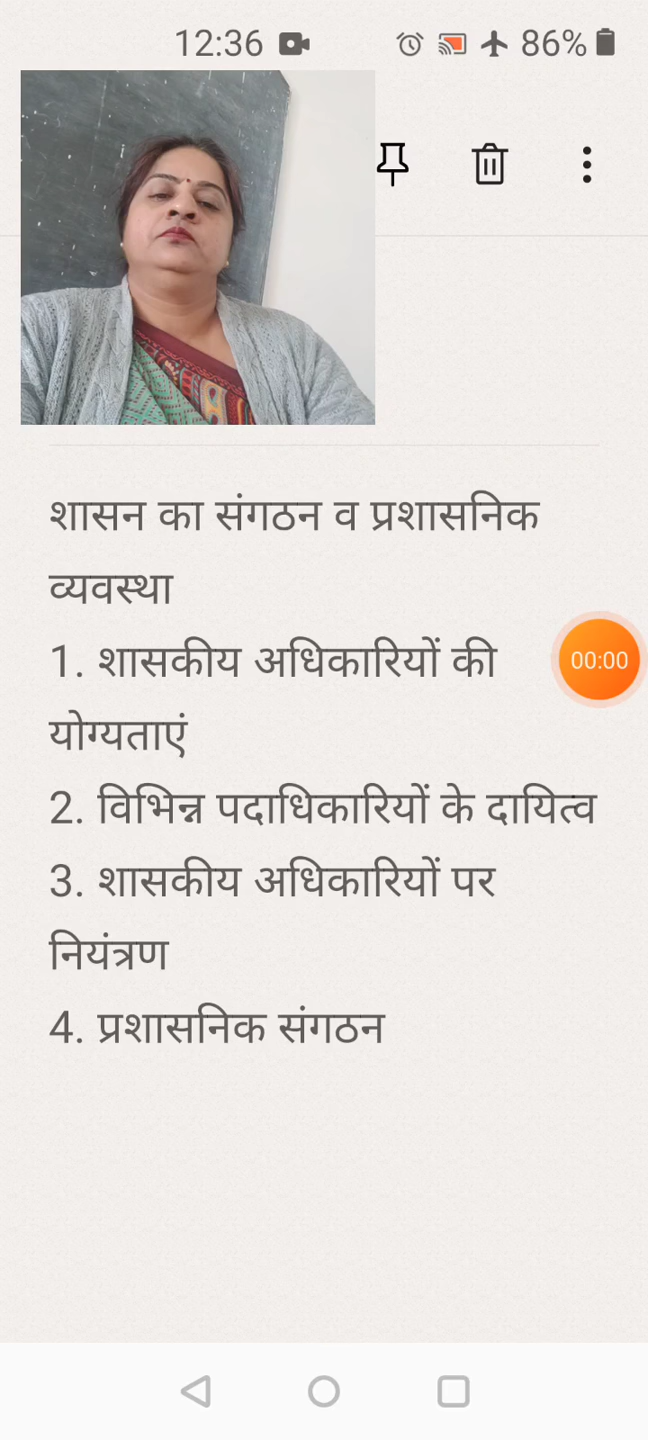 12:36
86%
शासन का संगठन व प्रशासनिक
व्यवस्था
1. शासकीय अधिकारियों की
योग्यताएं
00:00
2. विभिन्न पदाधिकारियों के दायित्व
3. शासकीय अधिकारियों पर
नियंत्रण
4. प्रशासनिक संगठन